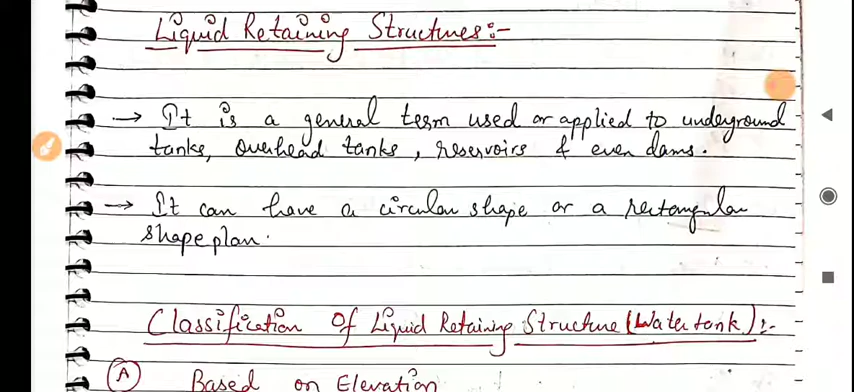 Liquid Retaining Structures:-
→ It is a general term used or applied to underground
tanks, overhead tanks, reservoirs & even dams.
→ It can have a circular shape or a rectangular
shape plan.
Classification Of Liquid Retaining Structure (Water tank):-
(A) Based on Elevation